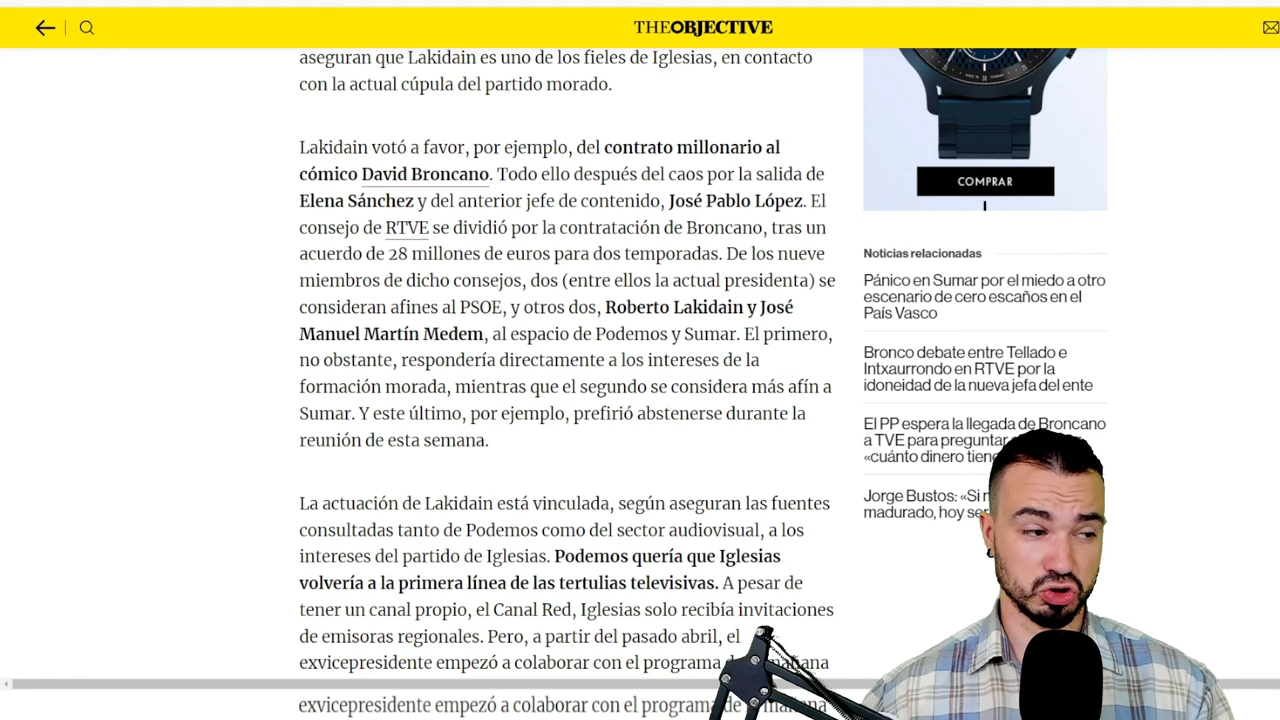 THEOBJECTIVE
aseguran que Lakidain es uno de los fieles de Iglesias, en contacto
con la actual cúpula del partido morado.
Lakidain votó a favor, por ejemplo, del contrato millonario al
cómico David Broncano. Todo ello después del caos por la salida de
Elena Sánchez y del anterior jefe de contenido, José Pablo López. El
consejo de RTVE se dividió por la contratación de Broncano, tras un
acuerdo de 28 millones de euros para dos temporadas. De los nueve
miembros de dicho consejos, dos (entre ellos la actual presidenta) se
consideran afines al PSOE, y otros dos, Roberto Lakidain y José
Manuel Martín Medem, al espacio de Podemos y Sumar. El primero,
no obstante, respondería directamente a los intereses de la
formación morada, mientras que el segundo se considera más afín a
Sumar. Y este último, por ejemplo, prefirió abstenerse durante la
reunión de esta semana.
La actuación de Lakidain está vinculada, según aseguran las fuentes
consultadas tanto de Podemos como del sector audiovisual, a los
intereses del partido de Iglesias. Podemos quería que Iglesias
volvería a la primera línea de las tertulias televisivas. A pesar de
tener un canal propio, el Canal Red, Iglesias solo recibía invitaciones
de emisoras regionales. Pero, a partir del pasado abril, el
exvicepresidente empezó a colaborar con el programa de mañana
exvicepresidente empezó a colaborar con el programa de mañana
COMPRAR
Noticias relacionadas
Pánico en Sumar por el miedo a otro
escenario de cero escaños en el
País Vasco
Bronco debate entre Tellado e
Intxaurrondo en RTVE por la
idoneidad de la nueva jefa del ente
El PP espera la llegada de Broncano
a TVE para preguntar
«cuánto dinero
Jorge Bustos: «Si
madurado, hoy